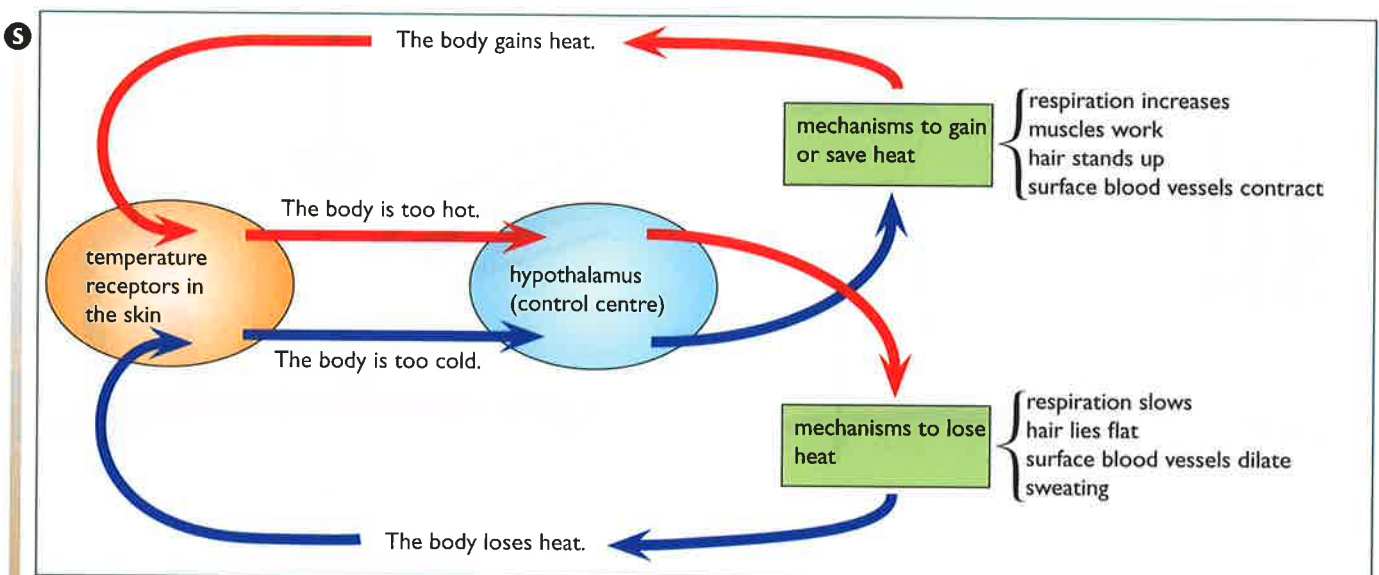 S
The body gains heat.
mechanisms to gain
or save heat
respiration increases
muscles work
hair stands up
surface blood vessels contract
The body is too hot.
temperature
receptors in
the skin
hypothalamus
(control centre)
The body is too cold.
mechanisms to lose
heat
respiration slows
hair lies flat
surface blood vessels dilate
sweating
The body loses heat.